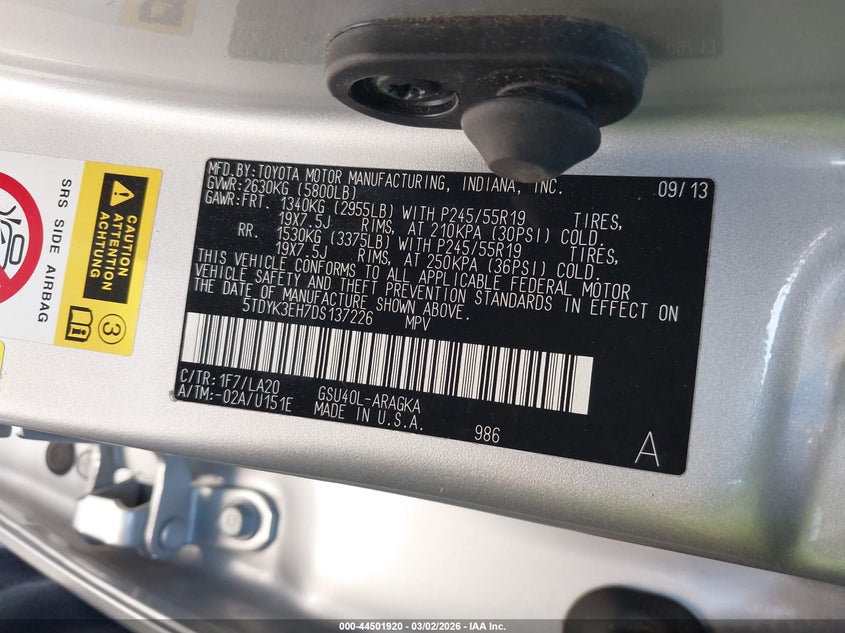 MFD.BY:TOYOTA MOTOR MANUFACTURING, INDIANA, INC. 09/13
GVWR:2630KG (5800LB)
GAWR:FRT. 1340KG (2955LB) WITH P245/55R19 TIRES,
19X7.5J RIMS, AT 210KPA (30PSI) COLD.
RR. 1530KG (3375LB) WITH P245/55R19 TIRES,
19X7.5J RIMS, AT 250KPA (36PSI) COLD.
THIS VEHICLE CONFORMS TO ALL APPLICABLE FEDERAL MOTOR
VEHICLE SAFETY AND THEFT PREVENTION STANDARDS IN EFFECT ON
THE DATE OF MANUFACTURE SHOWN ABOVE.
5TDYK3EH7DS137226 MPV
C/TR:1F7/LA20 GSU40L-ARAGKA
A/TM:-02A/U151E MADE IN U.S.A.
986
A
SRS SIDE AIRBAG
CAUTION
ATTENTION
3
000-44501920 - 03/02/2026 - IAA Inc.